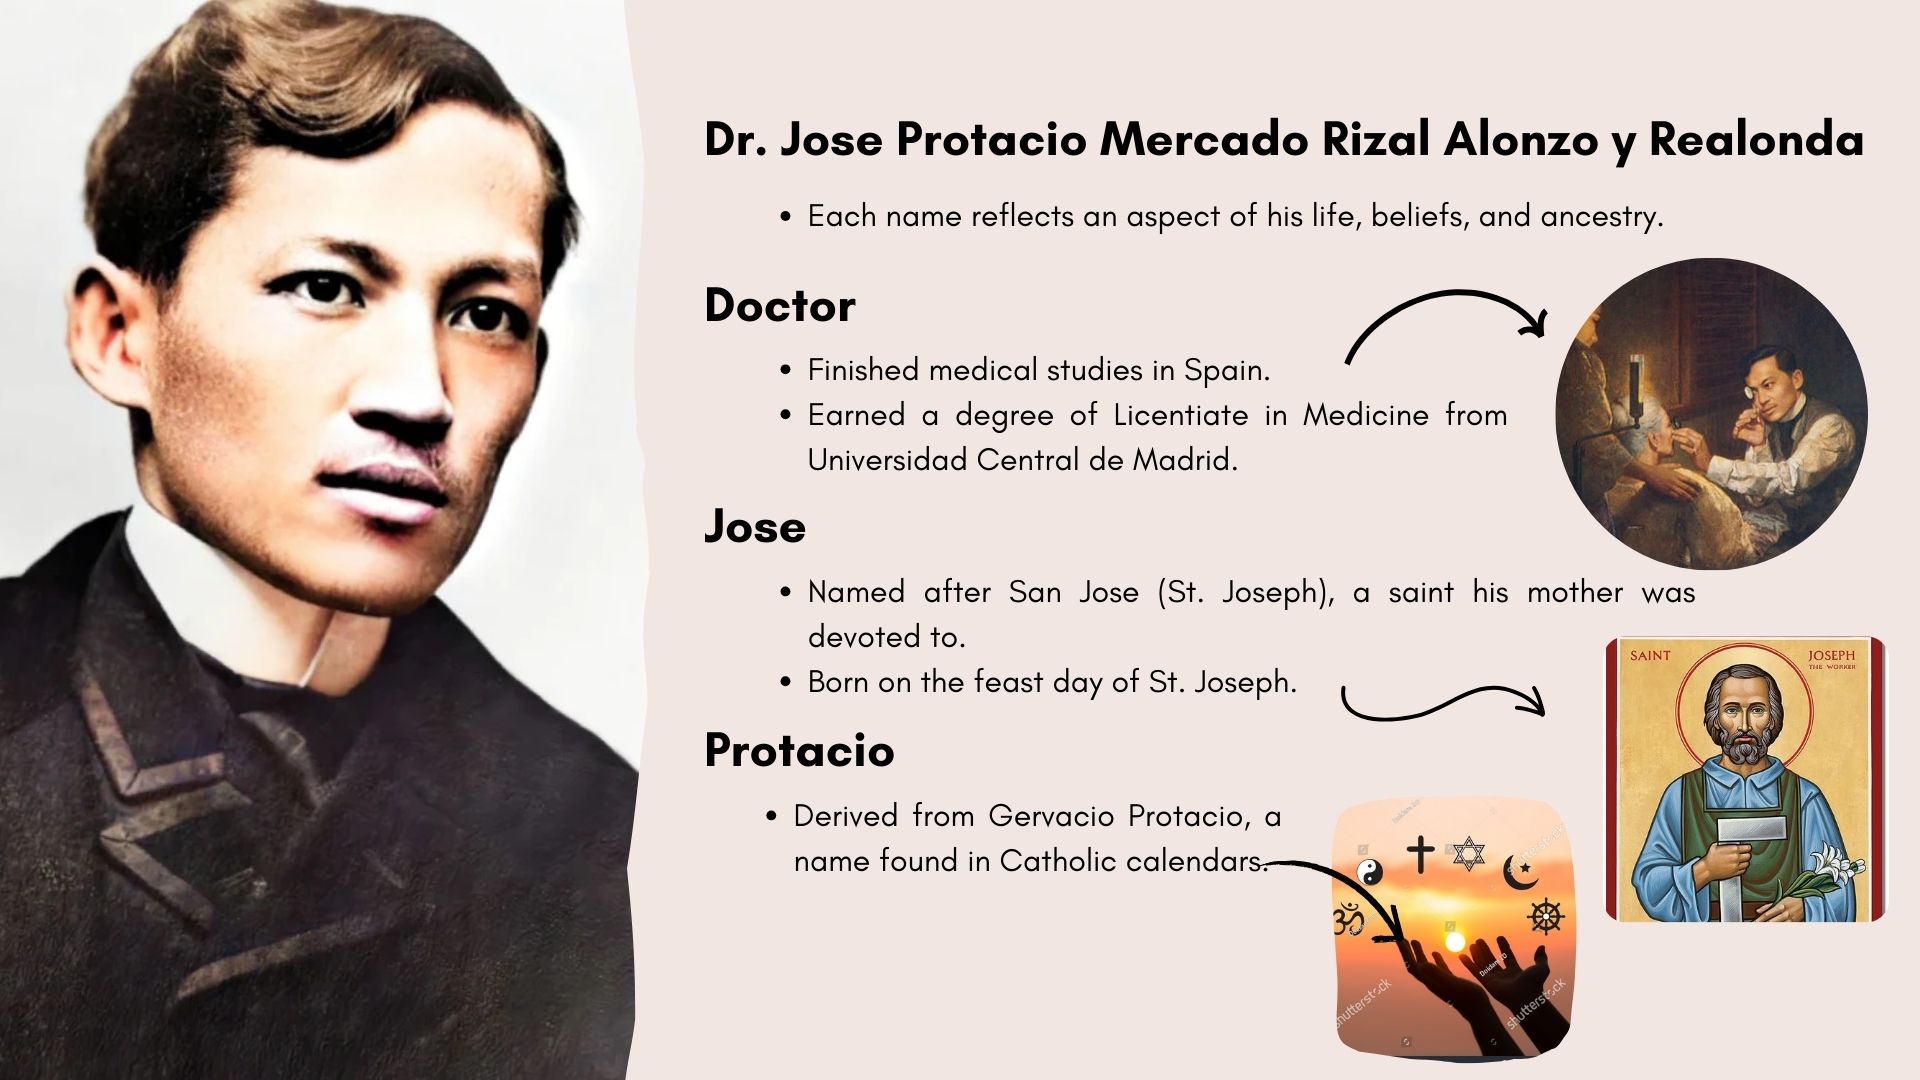 Dr. Jose Protacio Mercado Rizal Alonzo y Realonda
• Each name reflects an aspect of his life, beliefs, and ancestry.
Doctor
• Finished medical studies in Spain.
• Earned a degree of Licentiate in Medicine from
Universidad Central de Madrid.
Jose
• Named after San Jose (St. Joseph), a saint his mother was
devoted to.
• Born on the feast day of St. Joseph.
SAINT JOSEPH
THE WORKER
Protacio
• Derived from Gervacio Protacio, a
name found in Catholic calendars.
shutterstock
shutterstock
shutterstock